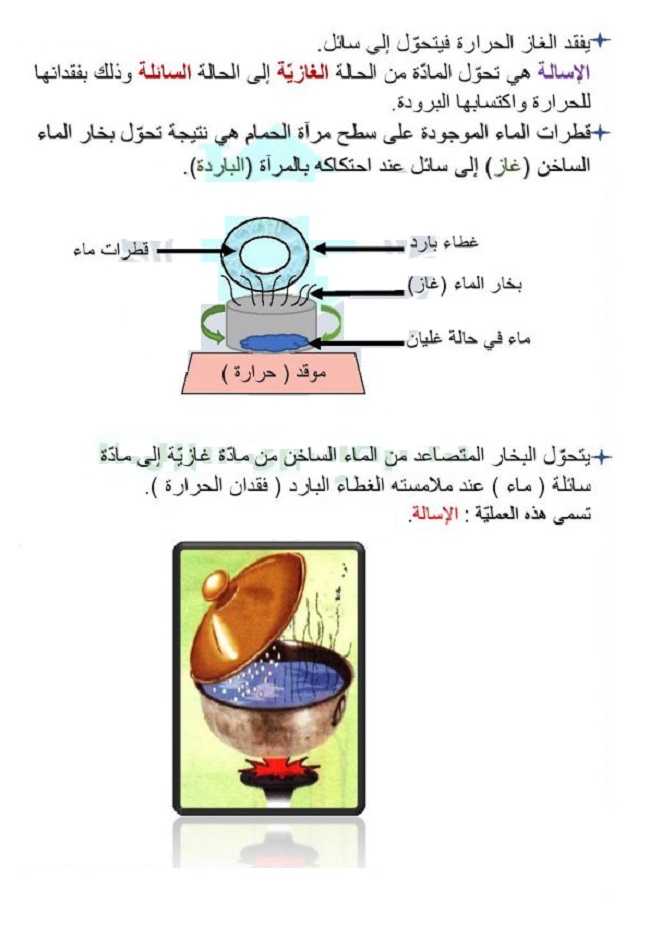 يفقد الغاز الحرارة فيتحوّل إلى سائل.
الإسالة هي تحوّل المادّة من الحالة الغازيّة إلى الحالة السائلة وذلك بفقدانها
للحرارة واكتسابها البرودة.
قطرات الماء الموجودة على سطح مرآة الحمام هي نتيجة تحوّل بخار الماء
الساخن (غاز) إلى سائل عند احتكاكه بالمرآة (الباردة).
غطاء بارد
قطرات ماء
بخار الماء (غاز)
ماء في حالة غليان
موقد ( حرارة )
يتحوّل البخار المتصاعد من الماء الساخن من مادّة غازيّة إلى مادّة
سائلة ( ماء ) عند ملامسته الغطاء البارد ( فقدان الحرارة ).
تسمى هذه العمليّة : الإسالة.